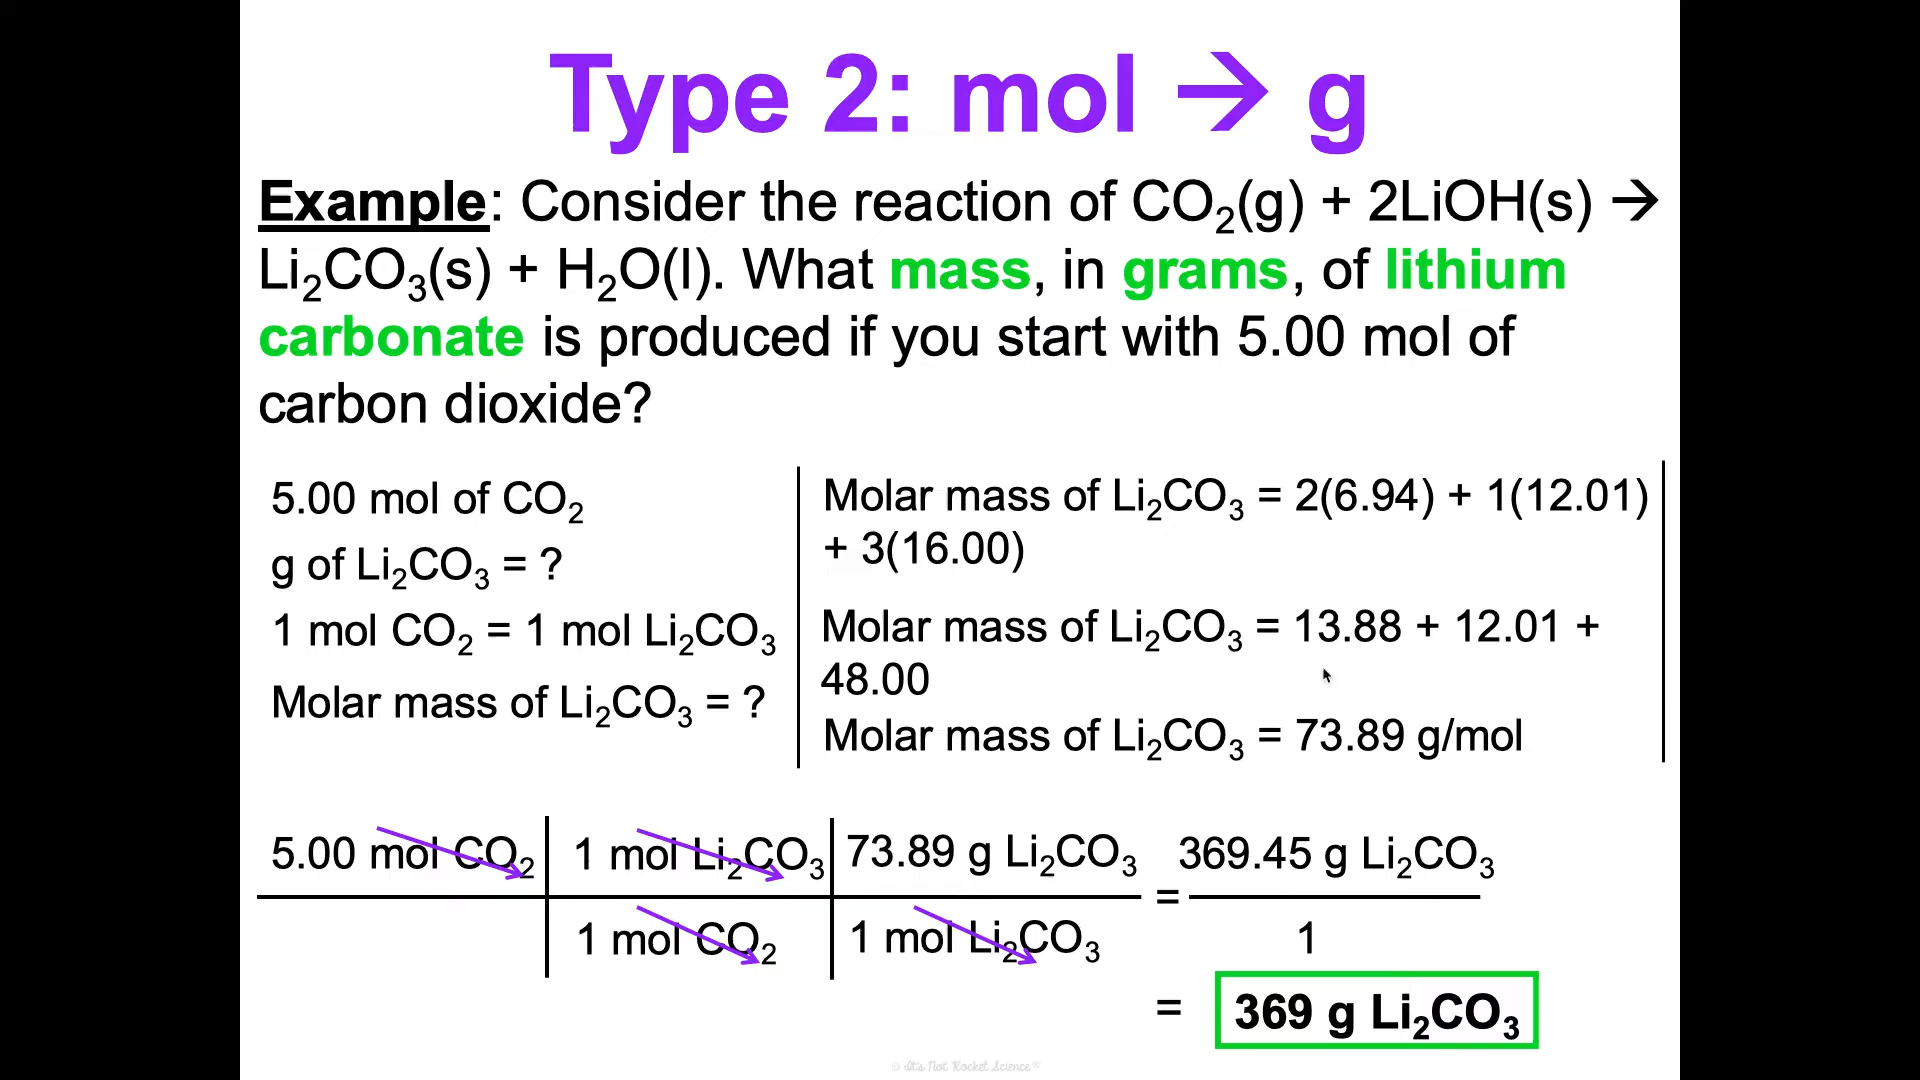 Type 2: mol → g
Example: Consider the reaction of CO₂(g) + 2LiOH(s) →
Li₂CO₃(s) + H₂O(l). What mass, in grams, of lithium
carbonate is produced if you start with 5.00 mol of
carbon dioxide?
5.00 mol of CO₂
g of Li₂CO₃ = ?
1 mol CO₂ = 1 mol Li₂CO₃
Molar mass of Li₂CO₃ = ?
Molar mass of Li₂CO₃ = 2(6.94) + 1(12.01)
+ 3(16.00)
Molar mass of Li₂CO₃ = 13.88 + 12.01 +
48.00
Molar mass of Li₂CO₃ = 73.89 g/mol
5.00 mol CO₂ 1 mol Li₂CO₃ 73.89 g Li₂CO₃ = 369.45 g Li₂CO₃
1 mol CO₂ 1 mol Li₂CO₃ 1
= 369 g Li₂CO₃
© It's Not Rocket Science®